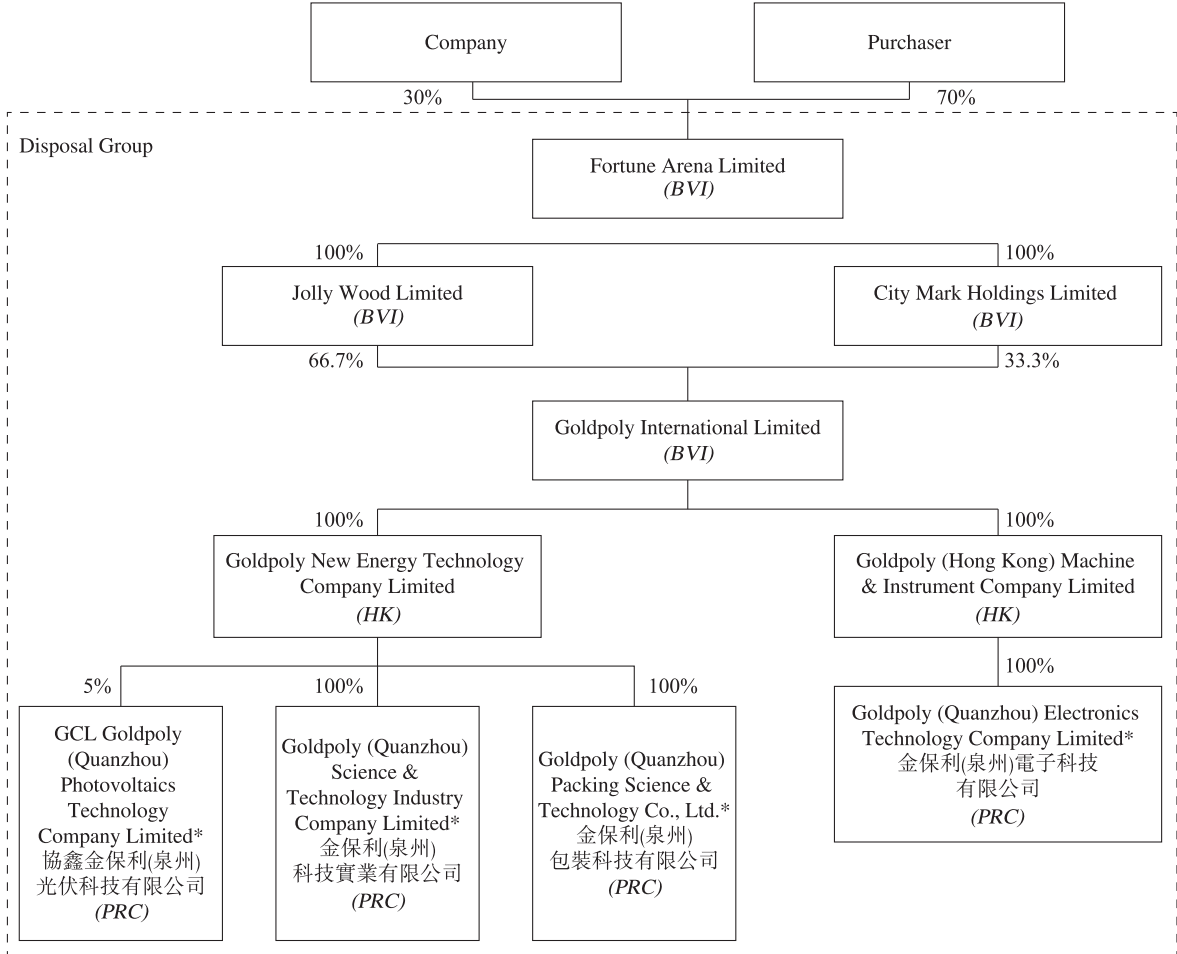 Company
Purchaser
30%
70%
Disposal Group
Fortune Arena Limited
(BVI)
100%
100%
Jolly Wood Limited
(BVI)
City Mark Holdings Limited
(BVI)
66.7%
33.3%
Goldpoly International Limited
(BVI)
100%
100%
Goldpoly New Energy Technology
Company Limited
(HK)
Goldpoly (Hong Kong) Machine
& Instrument Company Limited
(HK)
5%
100%
100%
100%
GCL Goldpoly
(Quanzhou)
Photovoltaics
Technology
Company Limited*
協鑫金保利(泉州)
光伏科技有限公司
(PRC)
Goldpoly (Quanzhou)
Science &
Technology Industry
Company Limited*
金保利(泉州)
科技實業有限公司
(PRC)
Goldpoly (Quanzhou)
Packing Science &
Technology Co., Ltd.*
金保利(泉州)
包裝科技有限公司
(PRC)
Goldpoly (Quanzhou) Electronics
Technology Company Limited*
金保利(泉州)電子科技
有限公司
(PRC)